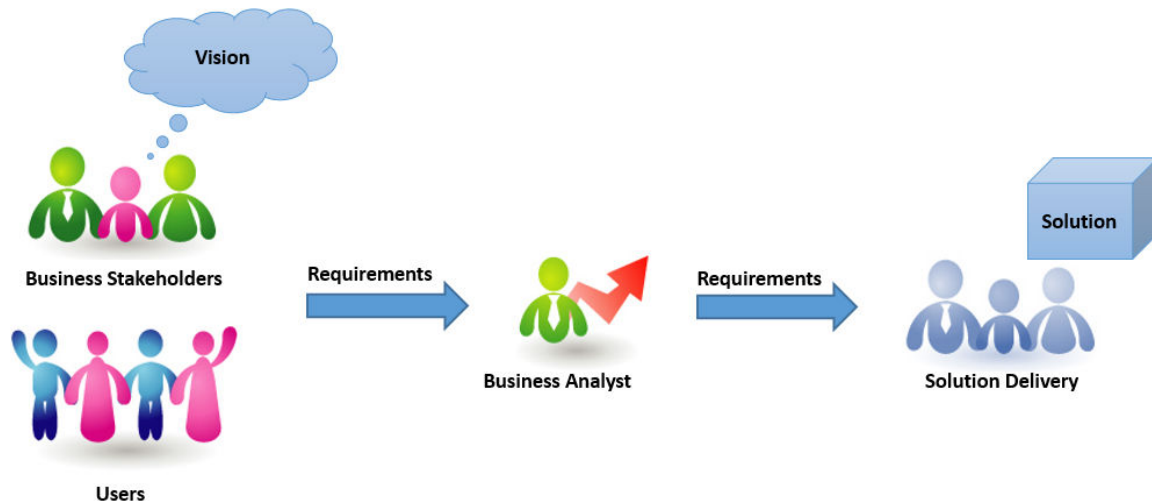 Vision
Business Stakeholders
Users
Requirements
Business Analyst
Requirements
Solution
Solution Delivery